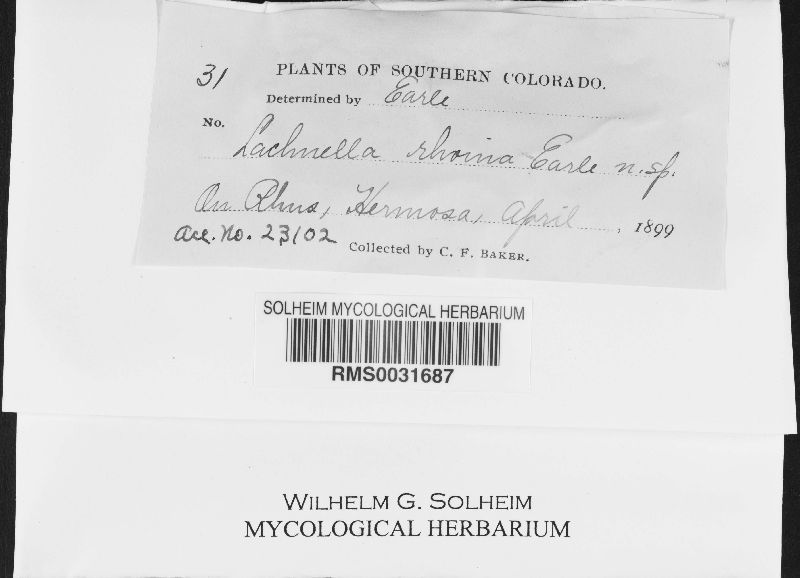 31 PLANTS OF SOUTHERN COLORADO.
Determined by Earle
No.
Lachnella rhoina Earle n.sp.
On Rhus, Hermosa, April, 1899
Acc. No. 23102
Collected by C. F. BAKER.
SOLHEIM MYCOLOGICAL HERBARIUM
RMS0031687
WILHELM G. SOLHEIM
MYCOLOGICAL HERBARIUM